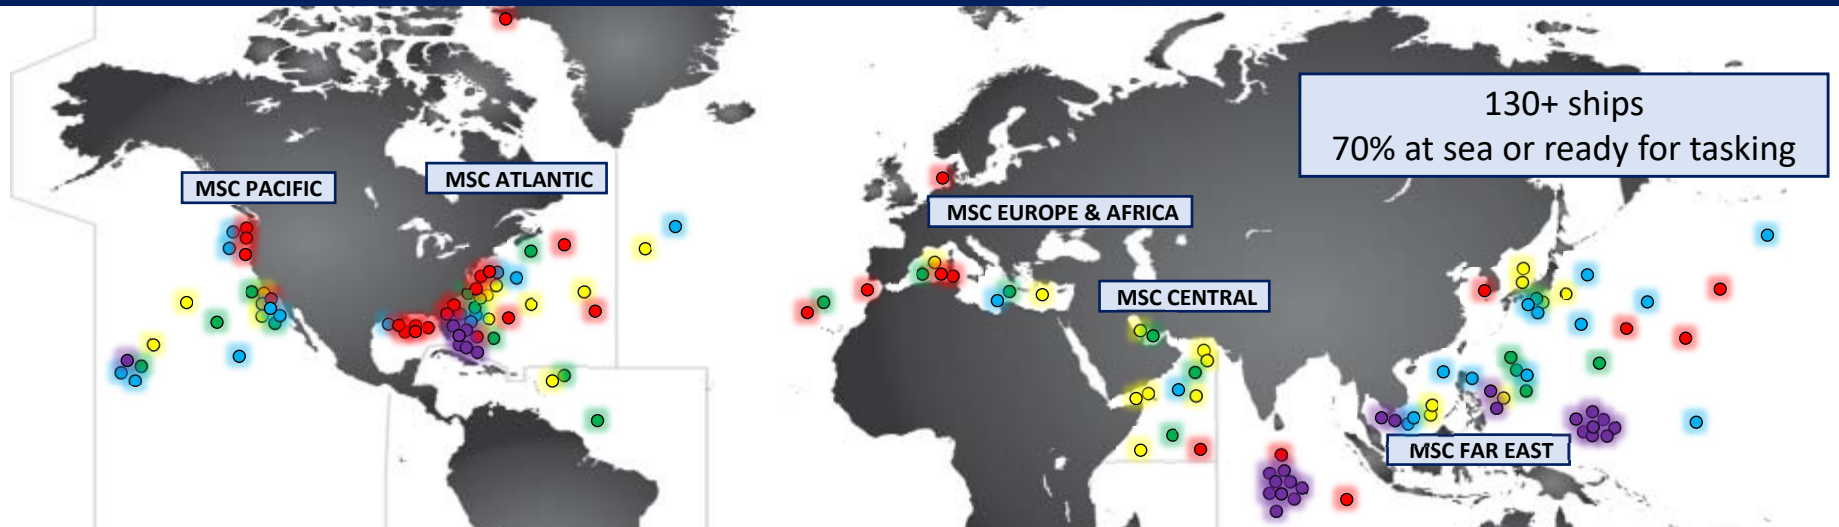 130+ ships
70% at sea or ready for tasking
MSC PACIFIC
MSC ATLANTIC
MSC EUROPE & AFRICA
MSC CENTRAL
MSC FAR EAST